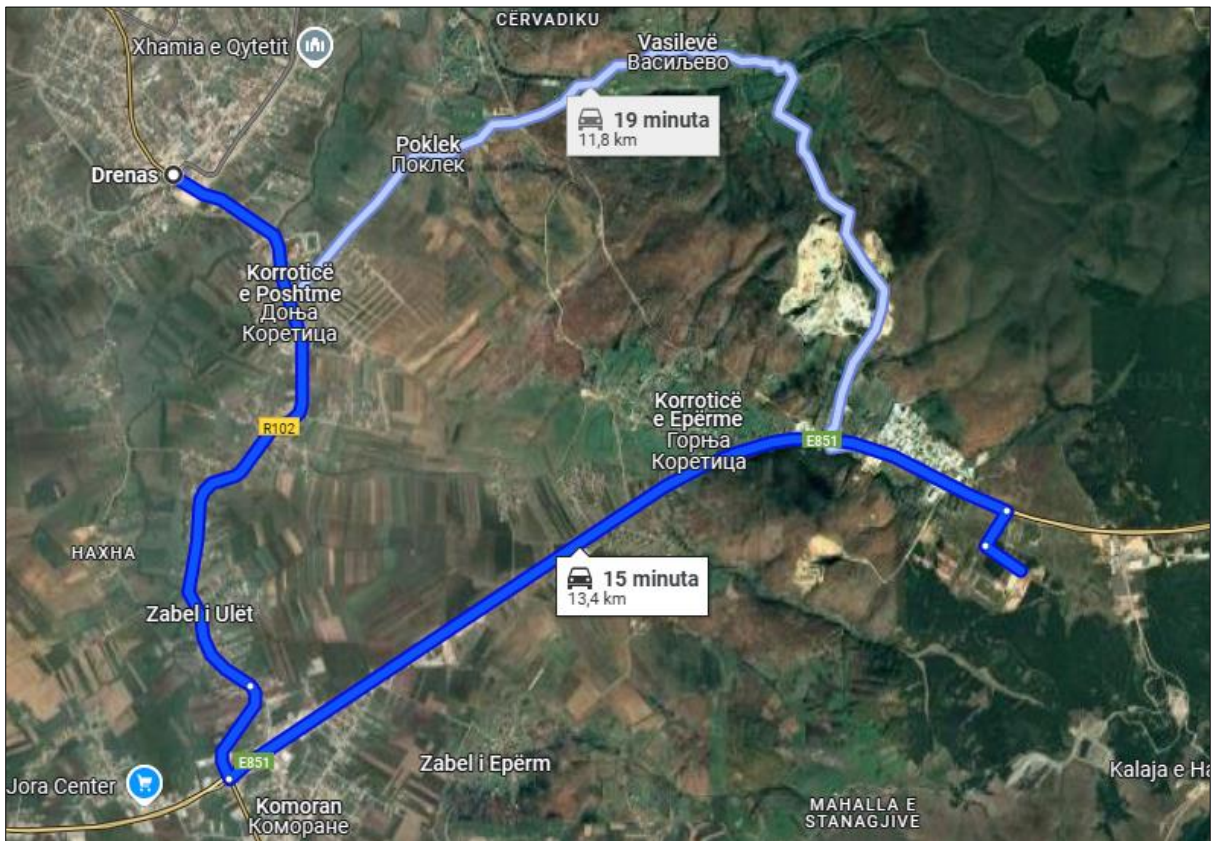 CËRVADIKU
Xhamia e Qytetit
Vasilevë
Васиљево
19 minuta
11,8 km
Poklek
Поклек
Drenas
Korroticë
e Poshtme
Доња
Коретица
Korroticë
e Epërme
Горња
Коретица
R102
E851
НАХНА
15 minuta
13,4 km
Zabel i Ulët
E851
Zabel i Epërm
Jora Center
Kalaja e Ha
Komoran
Коморане
MAHALLA E
STANAGJIVE